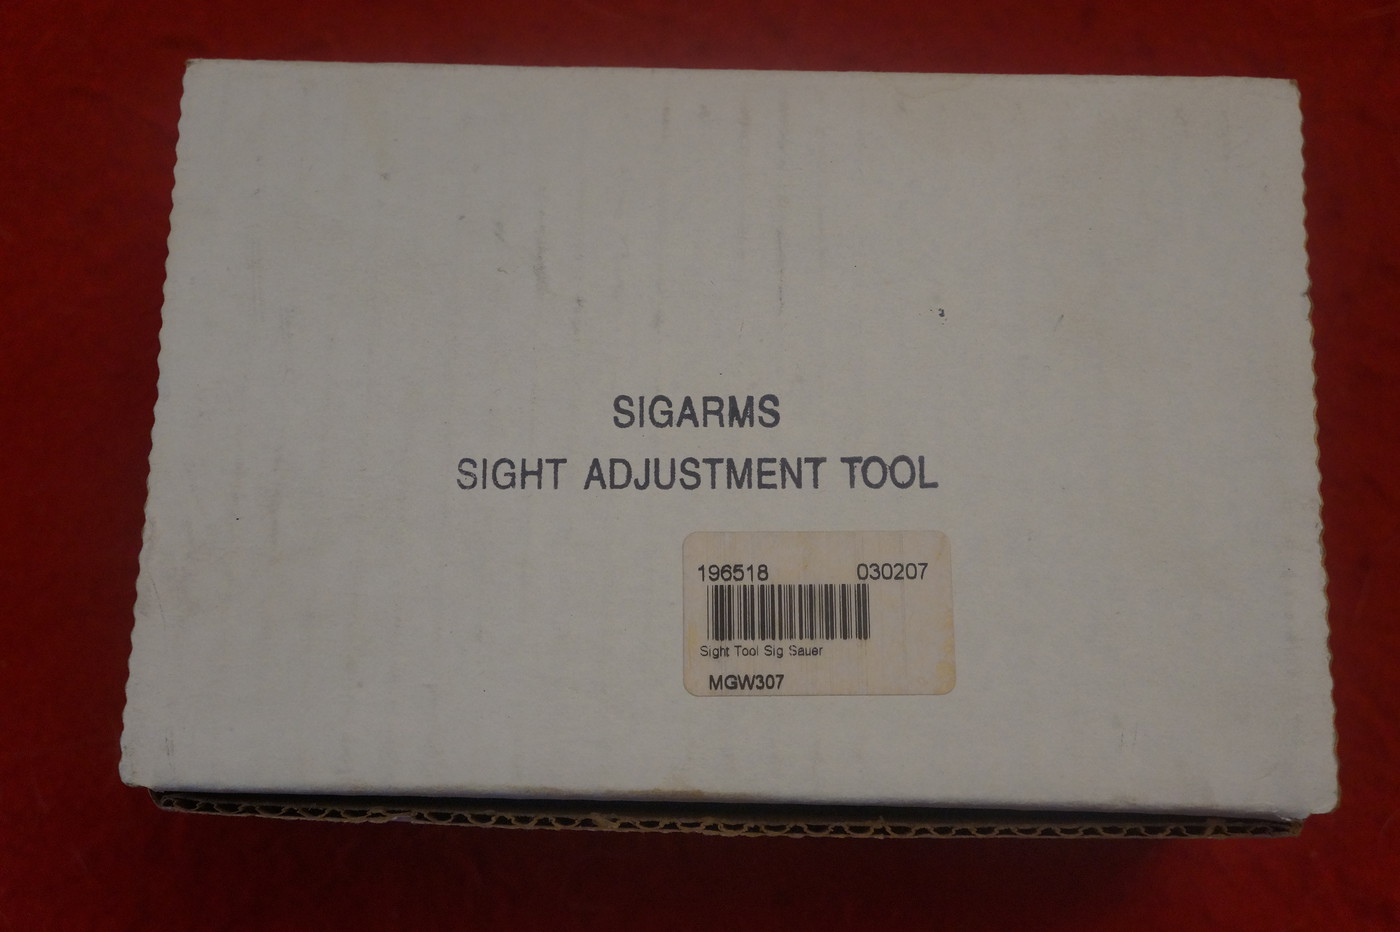 SIGARMS
SIGHT ADJUSTMENT TOOL
196518 030207
Sight Tool Sig Sauer
MGW307